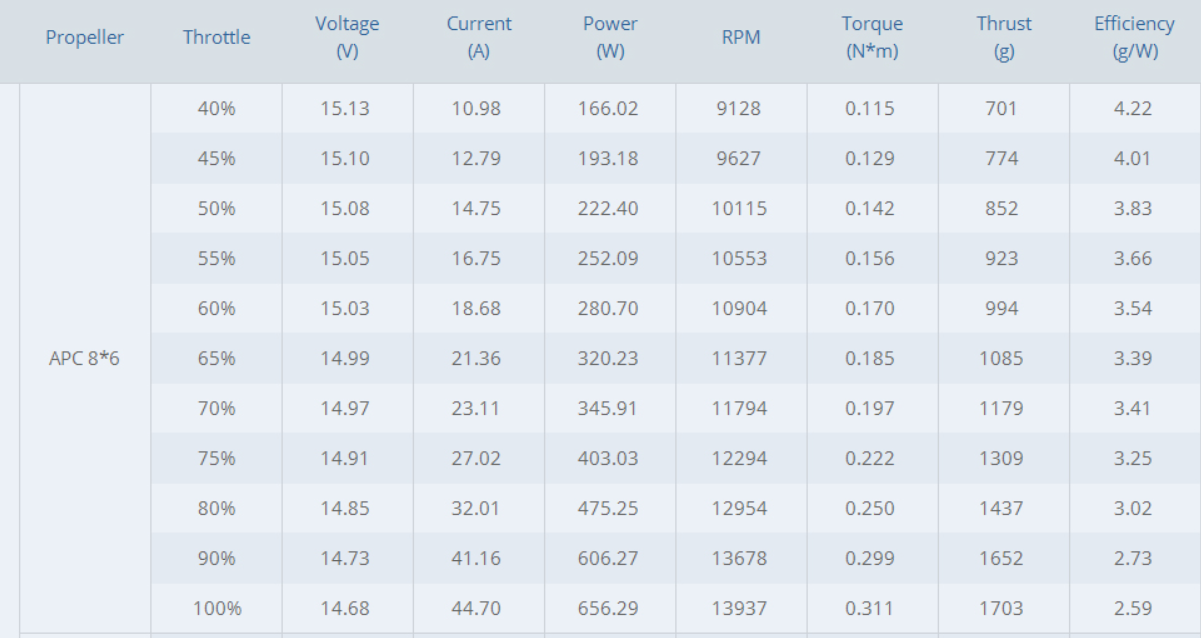 Propeller Throttle Voltage (V) Current (A) Power (W) RPM Torque (N*m) Thrust (g) Efficiency (g/W)
40% 15.13 10.98 166.02 9128 0.115 701 4.22
45% 15.10 12.79 193.18 9627 0.129 774 4.01
50% 15.08 14.75 222.40 10115 0.142 852 3.83
55% 15.05 16.75 252.09 10553 0.156 923 3.66
60% 15.03 18.68 280.70 10904 0.170 994 3.54
APC 8*6 65% 14.99 21.36 320.23 11377 0.185 1085 3.39
70% 14.97 23.11 345.91 11794 0.197 1179 3.41
75% 14.91 27.02 403.03 12294 0.222 1309 3.25
80% 14.85 32.01 475.25 12954 0.250 1437 3.02
90% 14.73 41.16 606.27 13678 0.299 1652 2.73
100% 14.68 44.70 656.29 13937 0.311 1703 2.59